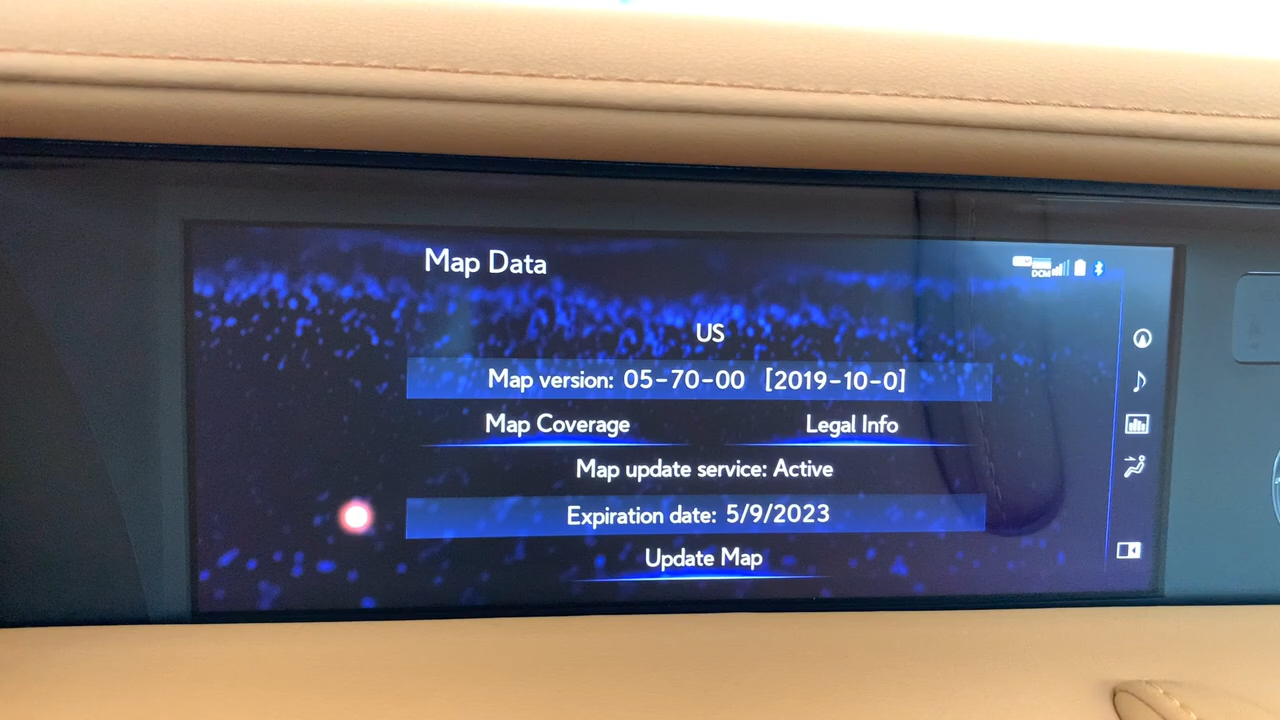 Map Data
DCM
US
Map version: 05-70-00 [2019-10-0]
Map Coverage Legal Info
Map update service: Active
Expiration date: 5/9/2023
Update Map